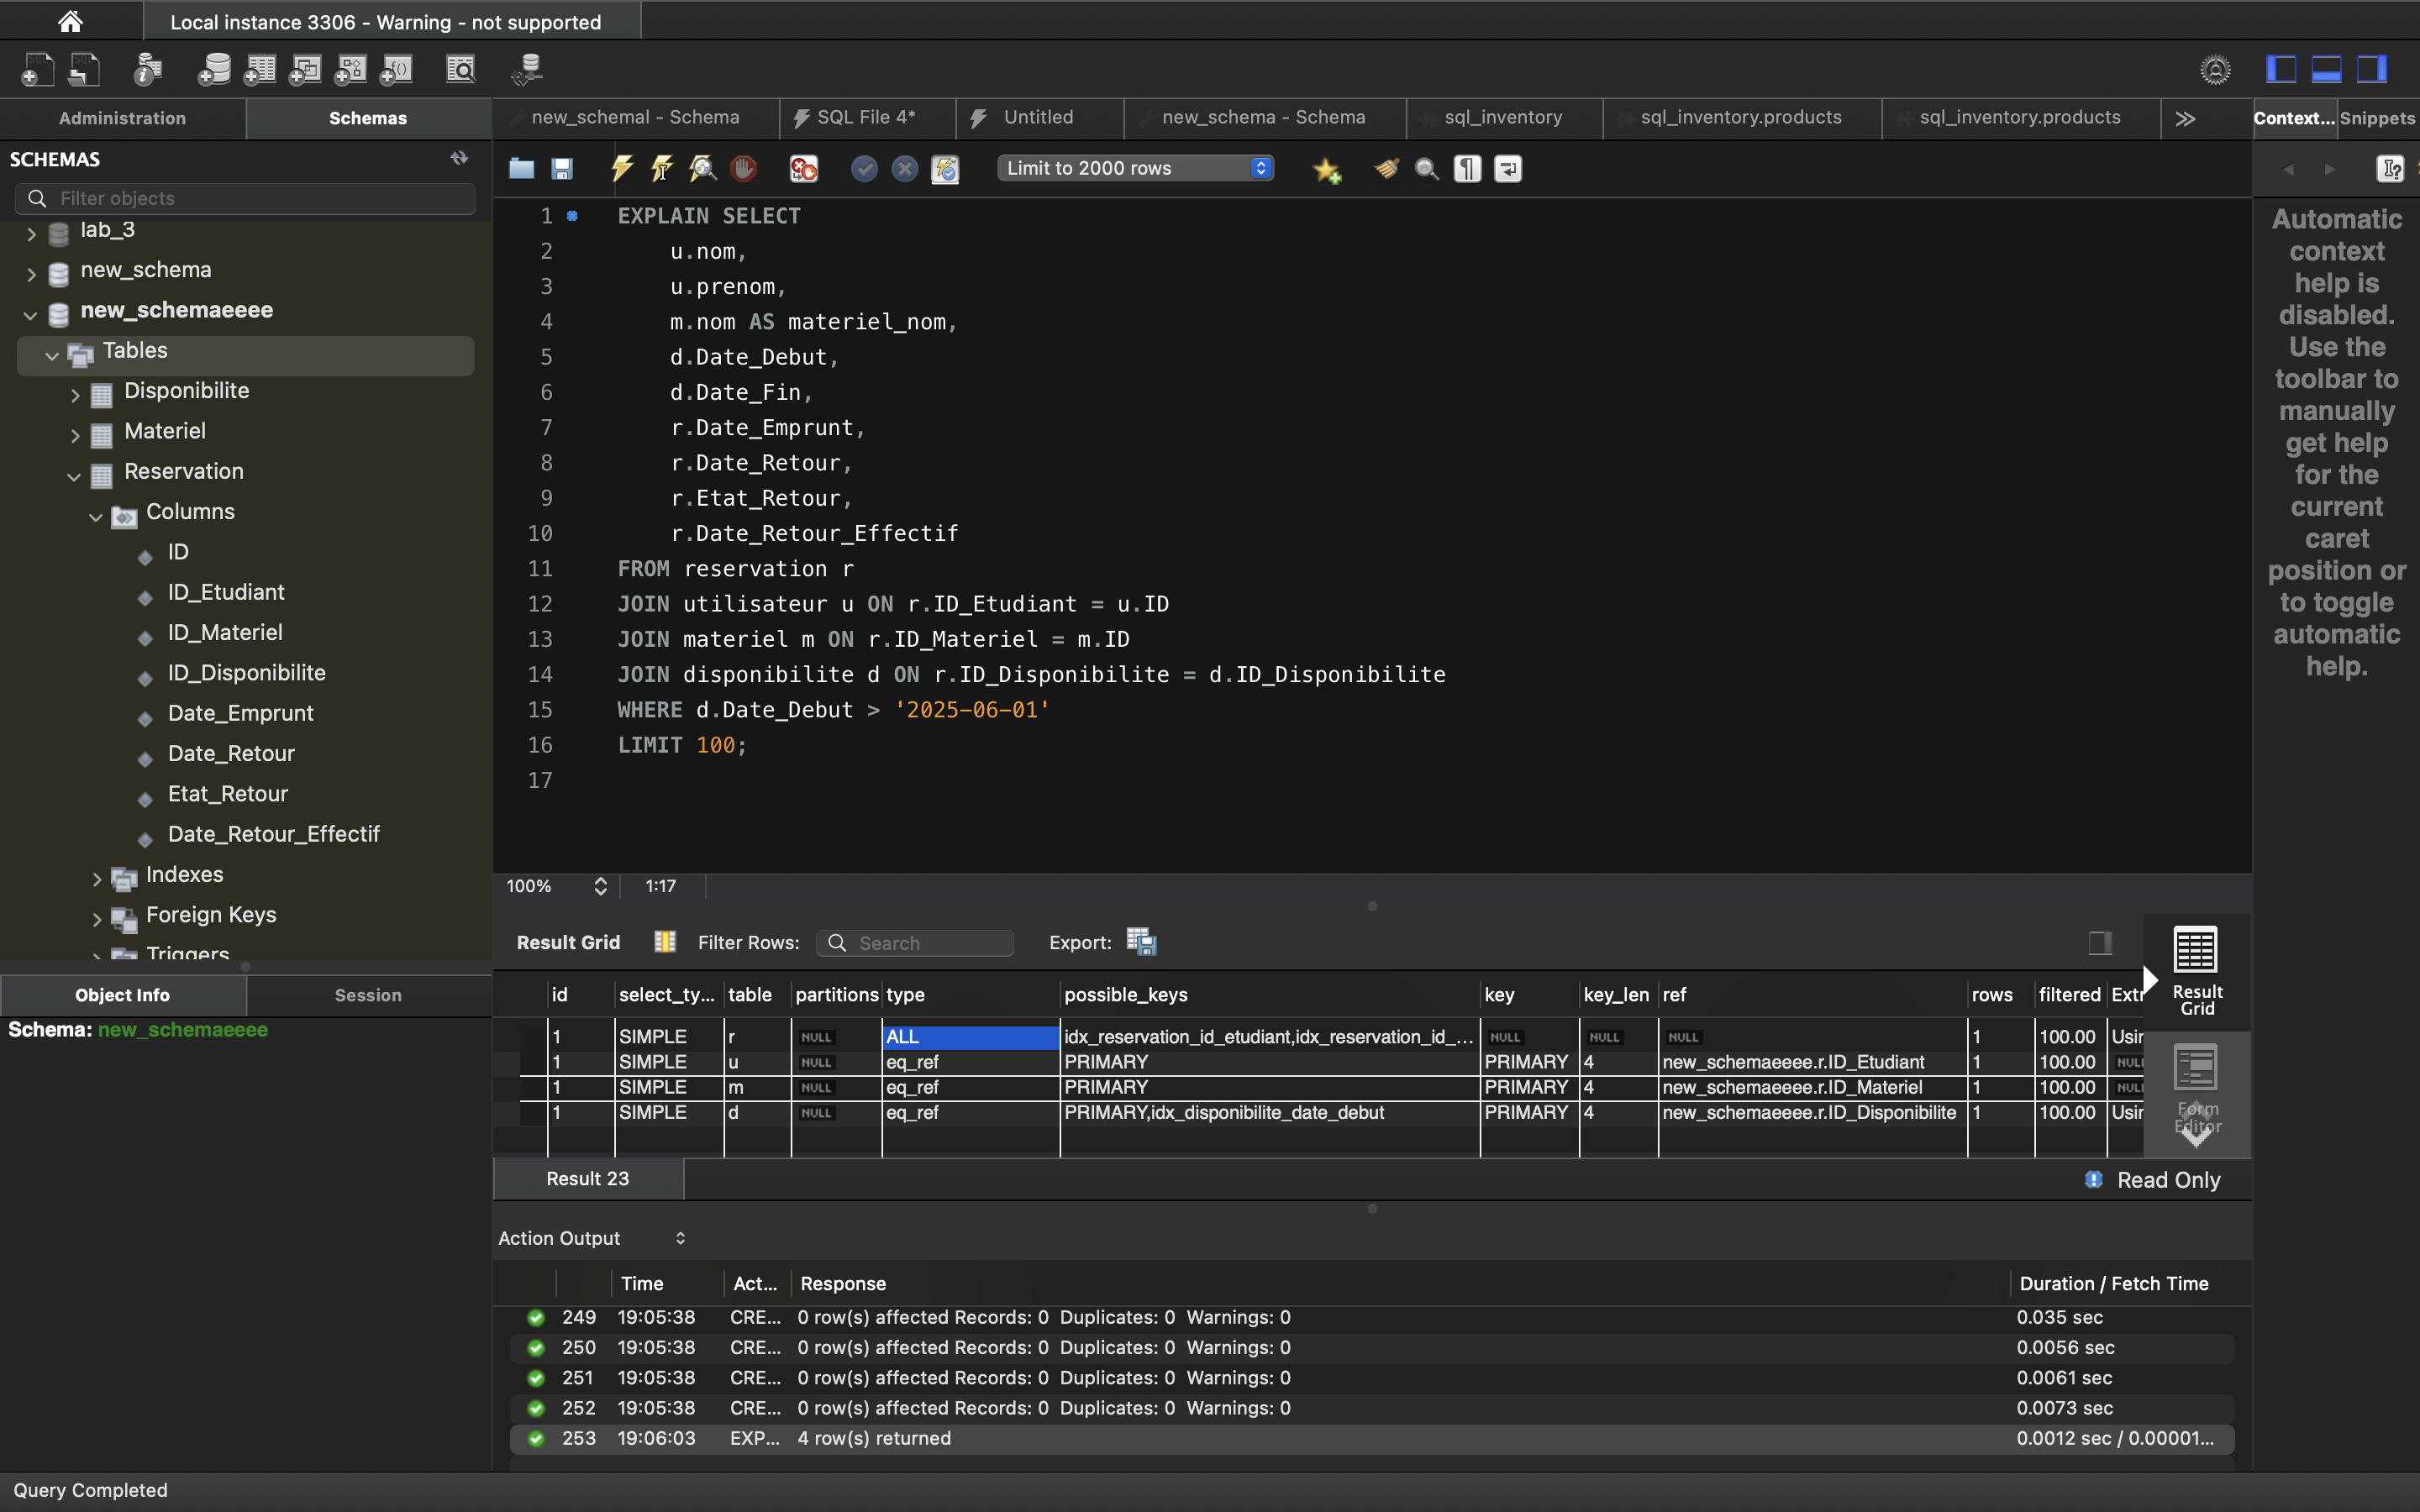 Local instance 3306 - Warning - not supported
Administration
Schemas
new_schemal - Schema
SQL File 4*
Untitled
new_schema - Schema
sql_inventory
sql_inventory.products
sql_inventory.products
Context...
Snippets
SCHEMAS
Filter objects
lab_3
new_schema
new_schemaeeee
Tables
Disponibilite
Materiel
Reservation
Columns
ID
ID_Etudiant
ID_Materiel
ID_Disponibilite
Date_Emprunt
Date_Retour
Etat_Retour
Date_Retour_Effectif
Indexes
Foreign Keys
Triggers
Object Info
Session
Schema: new_schemaeeee
Limit to 2000 rows
1 EXPLAIN SELECT
2 u.nom,
3 u.prenom,
4 m.nom AS materiel_nom,
5 d.Date_Debut,
6 d.Date_Fin,
7 r.Date_Emprunt,
8 r.Date_Retour,
9 r.Etat_Retour,
10 r.Date_Retour_Effectif
11 FROM reservation r
12 JOIN utilisateur u ON r.ID_Etudiant = u.ID
13 JOIN materiel m ON r.ID_Materiel = m.ID
14 JOIN disponibilite d ON r.ID_Disponibilite = d.ID_Disponibilite
15 WHERE d.Date_Debut > '2025-06-01'
16 LIMIT 100;
17
Automatic
context
help is
disabled.
Use the
toolbar to
manually
get help
for the
current
caret
position or
to toggle
automatic
help.
100% 1:17
Result Grid Filter Rows: Search Export:
id select_ty... table partitions type possible_keys key key_len ref rows filtered Extr
1 SIMPLE r NULL ALL idx_reservation_id_etudiant,idx_reservation_id_... NULL NULL NULL 1 100.00 Usin
1 SIMPLE u NULL eq_ref PRIMARY PRIMARY 4 new_schemaeeee.r.ID_Etudiant 1 100.00 NULL
1 SIMPLE m NULL eq_ref PRIMARY PRIMARY 4 new_schemaeeee.r.ID_Materiel 1 100.00 NULL
1 SIMPLE d NULL eq_ref PRIMARY,idx_disponibilite_date_debut PRIMARY 4 new_schemaeeee.r.ID_Disponibilite 1 100.00 Usin
Result
Grid
Form
Editor
Result 23
Read Only
Action Output
Time Act... Response Duration / Fetch Time
249 19:05:38 CRE... 0 row(s) affected Records: 0 Duplicates: 0 Warnings: 0 0.035 sec
250 19:05:38 CRE... 0 row(s) affected Records: 0 Duplicates: 0 Warnings: 0 0.0056 sec
251 19:05:38 CRE... 0 row(s) affected Records: 0 Duplicates: 0 Warnings: 0 0.0061 sec
252 19:05:38 CRE... 0 row(s) affected Records: 0 Duplicates: 0 Warnings: 0 0.0073 sec
253 19:06:03 EXP... 4 row(s) returned 0.0012 sec / 0.00001...
Query Completed